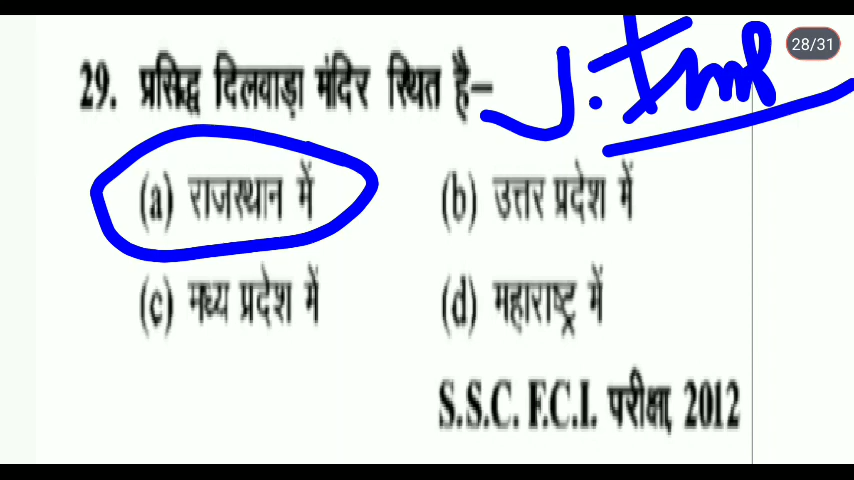 28/31
29. प्रसिद्ध दिलवाड़ा मंदिर स्थित है–
(a) राजस्थान में (b) उत्तर प्रदेश में
(c) मध्य प्रदेश में (d) महाराष्ट्र में
S.S.C. F.C.I. परीक्षा, 2012